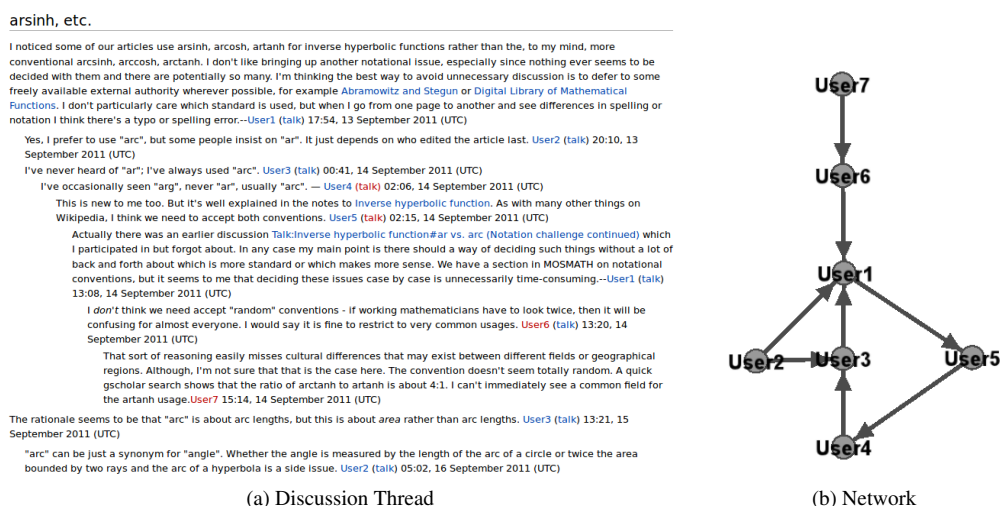 arsinh, etc.
I noticed some of our articles use arsinh, arcosh, artanh for inverse hyperbolic functions rather than the, to my mind, more
conventional arcsinh, arccosh, arctanh. I don't like bringing up another notational issue, especially since nothing ever seems to be
decided with them and there are potentially so many. I'm thinking the best way to avoid unnecessary discussion is to defer to some
freely available external authority wherever possible, for example Abramowitz and Stegun or Digital Library of Mathematical
Functions. I don't particularly care which standard is used, but when I go from one page to another and see differences in spelling or
notation I think there's a typo or spelling error.--User1 (talk) 17:54, 13 September 2011 (UTC)
Yes, I prefer to use "arc", but some people insist on "ar". It just depends on who edited the article last. User2 (talk) 20:10, 13
September 2011 (UTC)
I've never heard of "ar"; I've always used "arc". User3 (talk) 00:41, 14 September 2011 (UTC)
I've occasionally seen "arg", never "ar", usually "arc". — User4 (talk) 02:06, 14 September 2011 (UTC)
This is new to me too. But it's well explained in the notes to Inverse hyperbolic function. As with many other things on
Wikipedia, I think we need to accept both conventions. User5 (talk) 02:15, 14 September 2011 (UTC)
Actually there was an earlier discussion Talk:Inverse hyperbolic function#ar vs. arc (Notation challenge continued) which
I participated in but forgot about. In any case my main point is there should a way of deciding such things without a lot of
back and forth about which is more standard or which makes more sense. We have a section in MOSMATH on notational
conventions, but it seems to me that deciding these issues case by case is unnecessarily time-consuming.--User1 (talk)
13:08, 14 September 2011 (UTC)
I don't think we need accept "random" conventions - if working mathematicians have to look twice, then it will be
confusing for almost everyone. I would say it is fine to restrict to very common usages. User6 (talk) 13:20, 14
September 2011 (UTC)
That sort of reasoning easily misses cultural differences that may exist between different fields or geographical
regions. Although, I'm not sure that that is the case here. The convention doesn't seem totally random. A quick
gscholar search shows that the ratio of arctanh to artanh is about 4:1. I can't immediately see a common field for
the artanh usage.User7 15:14, 14 September 2011 (UTC)
The rationale seems to be that "arc" is about arc lengths, but this is about area rather than arc lengths. User3 (talk) 13:21, 15
September 2011 (UTC)
"arc" can be just a synonym for "angle". Whether the angle is measured by the length of the arc of a circle or twice the area
bounded by two rays and the arc of a hyperbola is a side issue. User2 (talk) 05:02, 16 September 2011 (UTC)
(a) Discussion Thread
User7
User6
User1
User2
User3
User5
User4
(b) Network